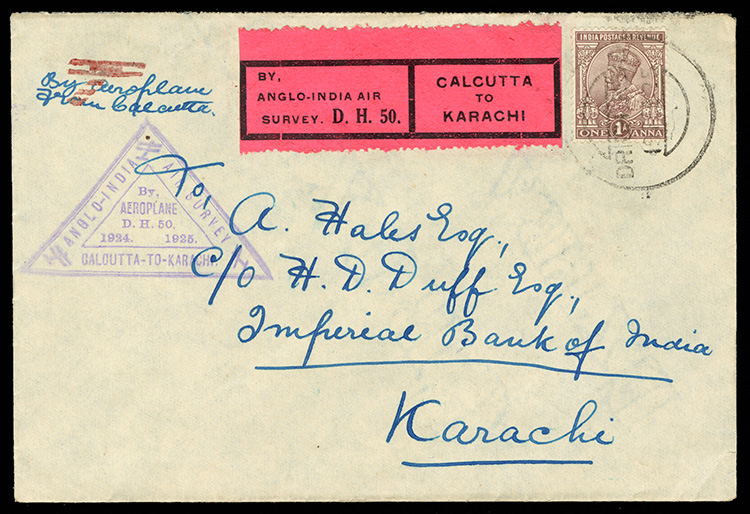 By Aeroplane
from Calcutta.
BY,
ANGLO-INDIA AIR
SURVEY. D. H. 50.
CALCUTTA
TO
KARACHI
INDIA POSTAGE & REVENUE
1
ONE ANNA
ANGLO-INDIA AIR SURVEY
By,
AEROPLANE
D. H. 50,
1924. 1925.
CALCUTTA-TO-KARACHI.
To,
A. Hales Esq.,
c/o H. D. Duff Esq.,
Imperial Bank of India
Karachi